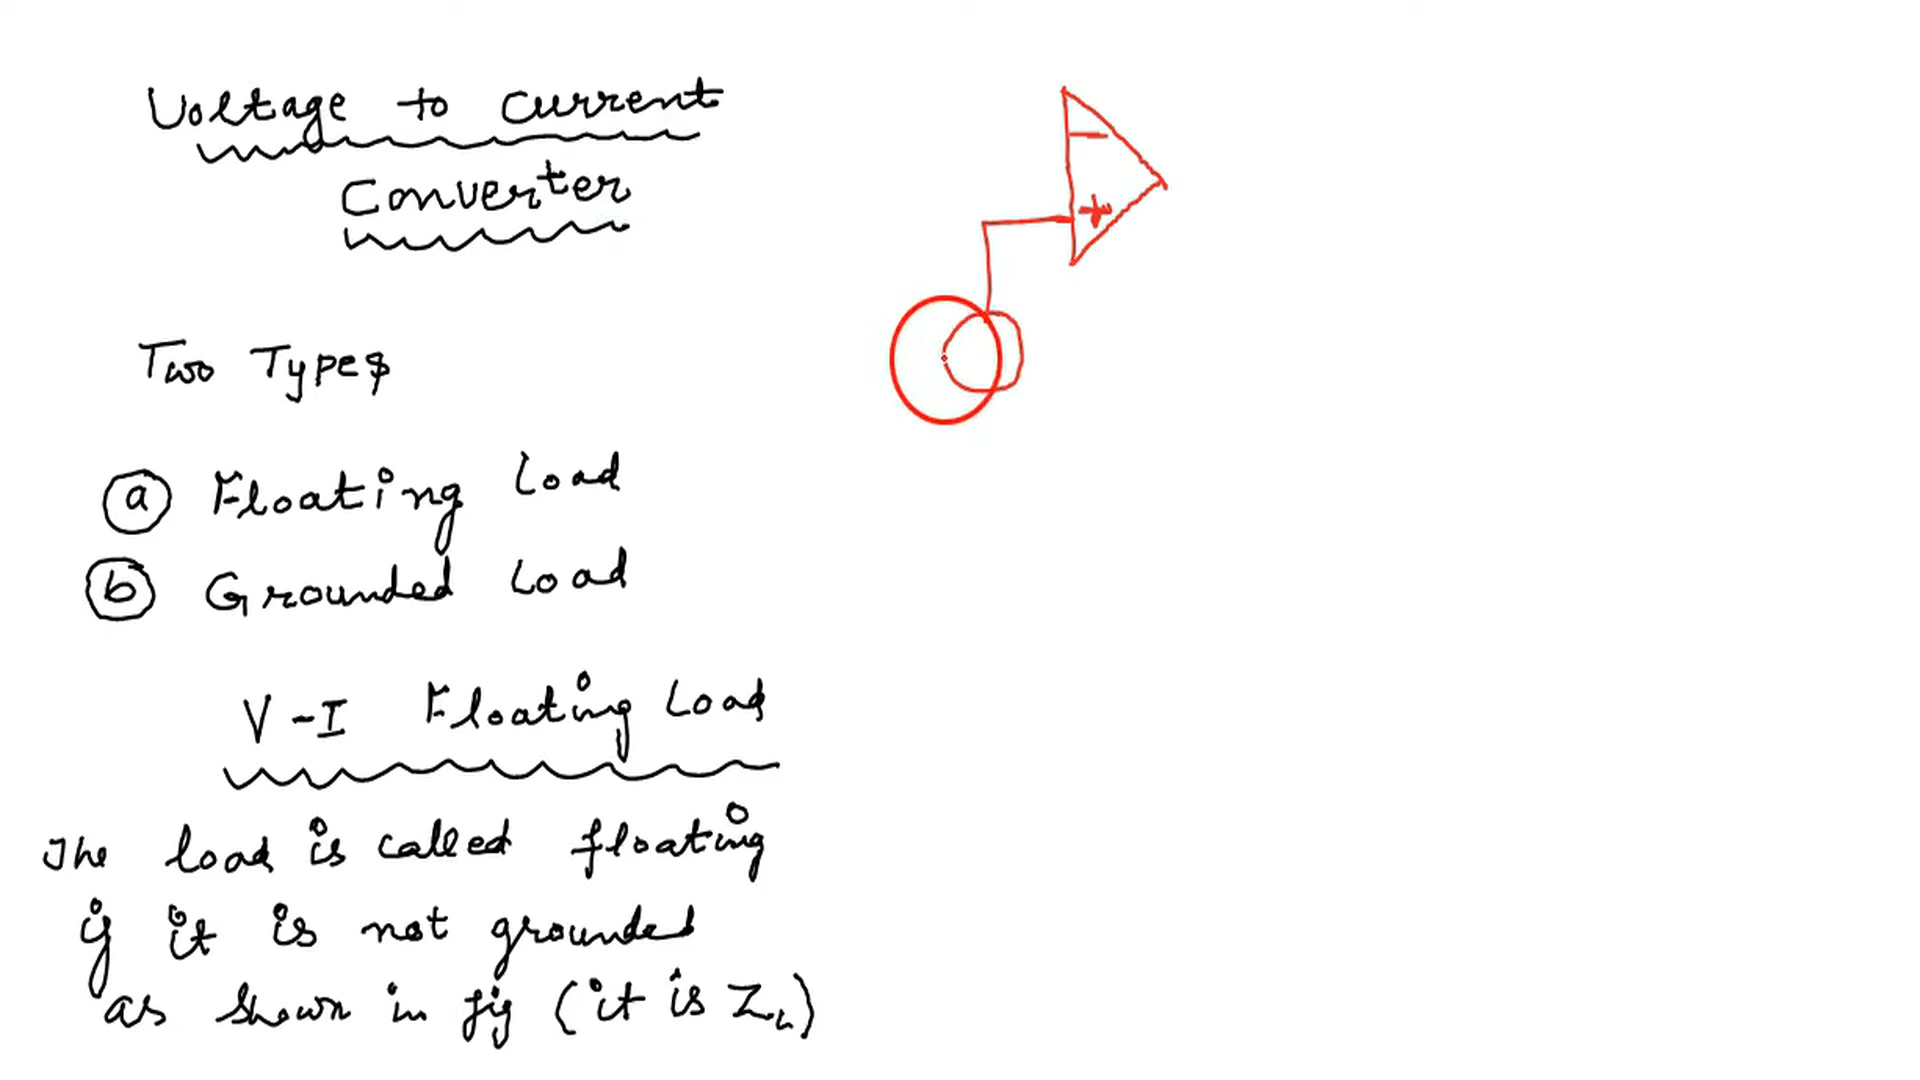 Voltage to Current
Converter
Two Types
a Floating Load
b Grounded Load
V-I Floating Load
The load is called floating
if it is not grounded
as shown in fig (it is ZL)
-
+